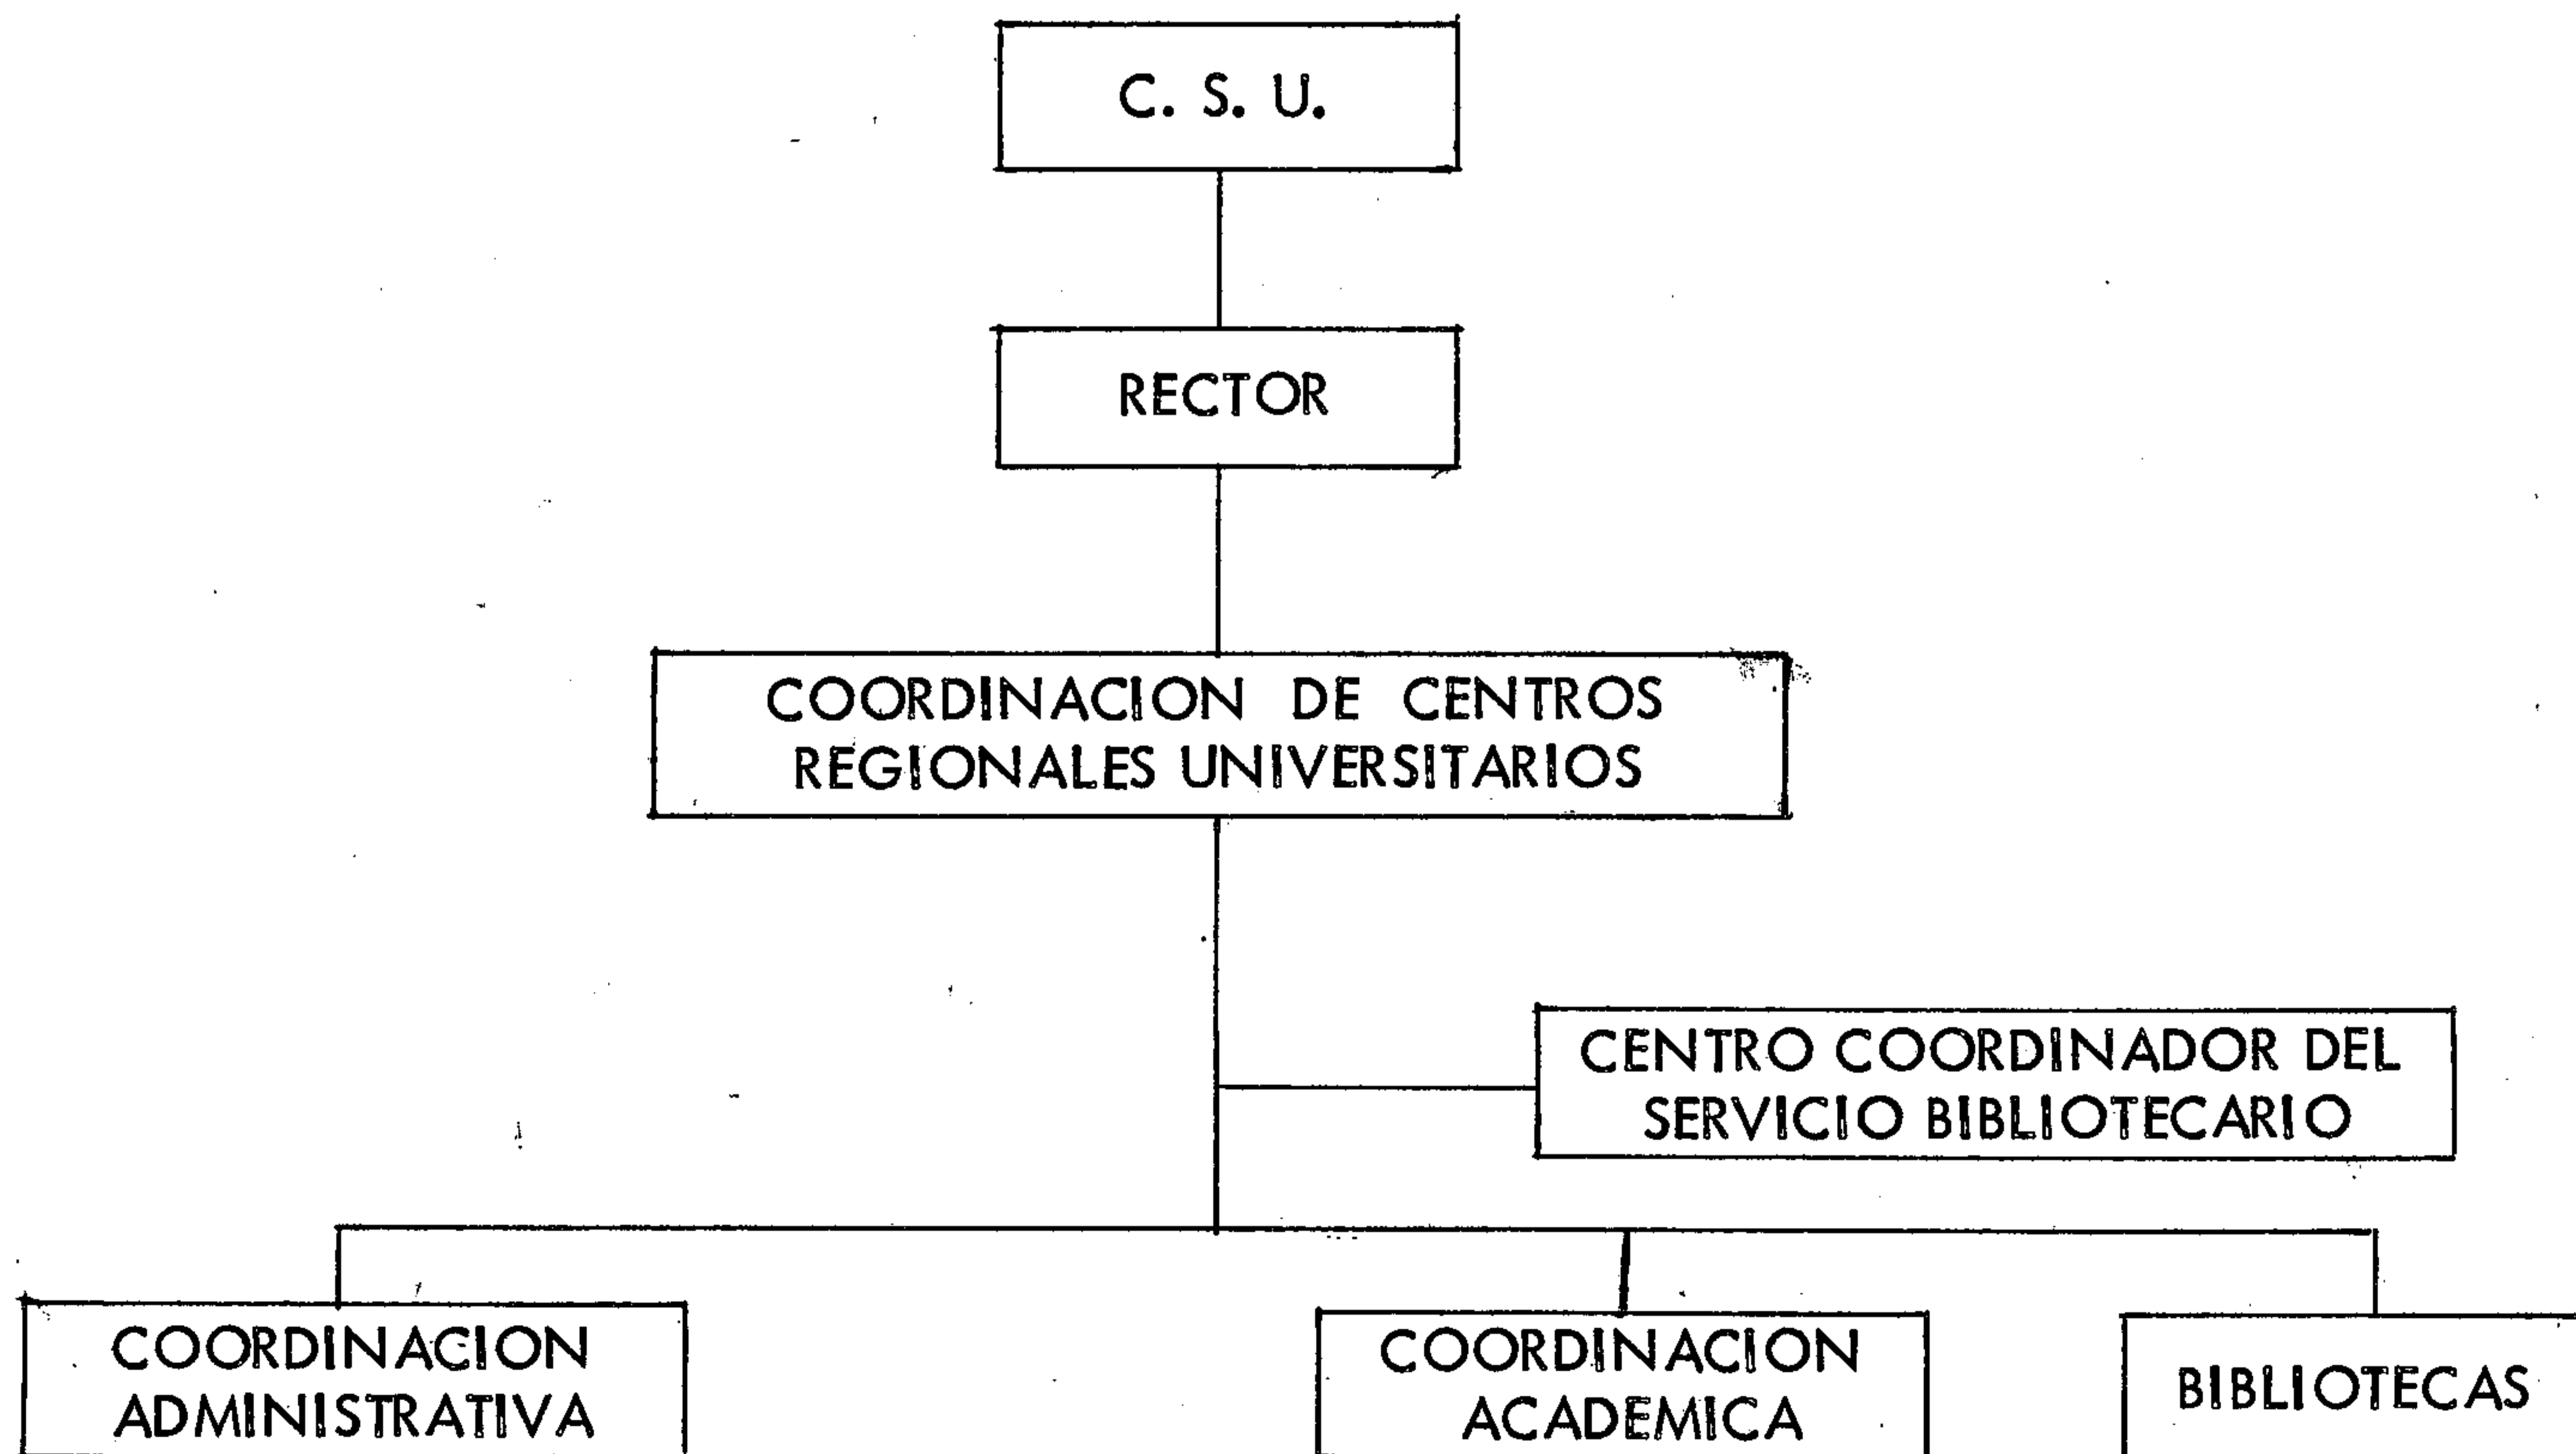 C. S. U.
RECTOR
COORDINACION DE CENTROS
REGIONALES UNIVERSITARIOS
CENTRO COORDINADOR DEL
SERVICIO BIBLIOTECARIO
COORDINACION
ADMINISTRATIVA
COORDINACION
ACADEMICA
BIBLIOTECAS